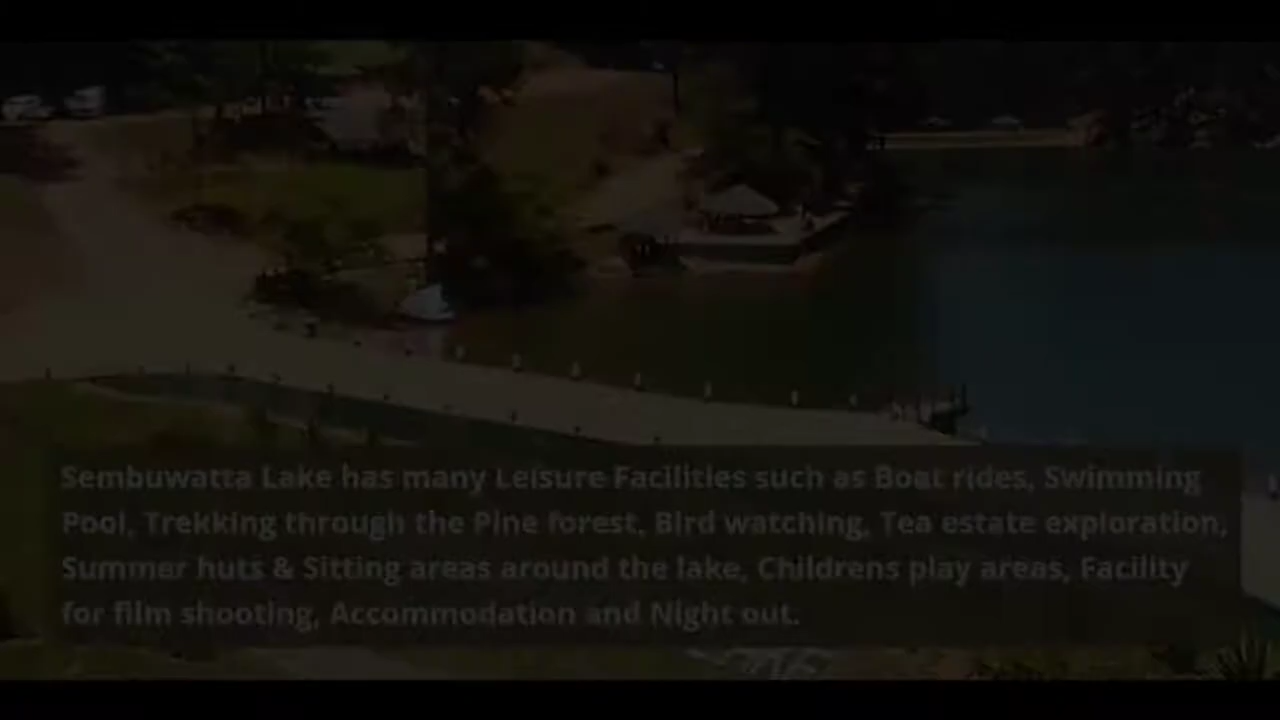 Sembuwatta Lake has many Leisure Facilities such as Boat rides, Swimming
Pool, Trekking through the Pine forest, Bird watching, Tea estate exploration,
Summer huts & Sitting areas around the lake, Childrens play areas, Facility
for film shooting, Accommodation and Night out.